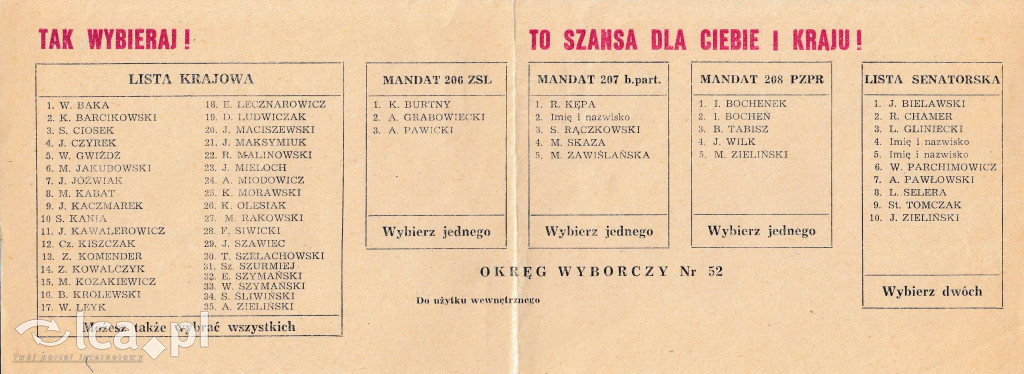 TAK WYBIERAJ!
TO SZANSA DLA CIEBIE I KRAJU!
LISTA KRAJOWA
1. W. BAKA
2. K. BARCIKOWSKI
3. S. CIOSEK
4. J. CZYREK
5. W. GWIŻDŻ
6. M. JAKUBOWSKI
7. J. JÓŹWIAK
8. M. KABAT
9. J. KACZMAREK
10 S. KANIA
11. J. KAWALEROWICZ
12. Cz. KISZCZAK
13. Z. KOMENDER
14. Z. KOWALCZYK
15. M. KOZAKIEWICZ
16. B. KRÓLEWSKI
17. W. LEYK
18. E. ŁECZNAROWICZ
19. D. LUDWICZAK
20. J. MACISZEWSKI
21. J. MAKSYMIUK
22. R. MALINOWSKI
23. J. MIELOCH
24. A. MIODOWICZ
25. K. MORAWSKI
26. K. OLESIAK
27. M. RAKOWSKI
28. F. SIWICKI
29. J. SZAWIEC
30. T. SZELACHOWSKI
31. Sz. SZURMIEJ
32. E. SZYMAŃSKI
33. W. SZYMAŃSKI
34. S. ŚLIWIŃSKI
35. A. ZIELIŃSKI
Możesz także wybrać wszystkich
MANDAT 206 ZSL
1. K. BURTNY
2. A. GRABOWIECKI
3. A. PAWICKI
Wybierz jednego
MANDAT 207 b.part.
1. R. KĘPA
2. Imię i nazwisko
3. S. RĄCZKOWSKI
4. M. SKAZA
5. M. ZAWIŚLAŃSKA
Wybierz jednego
MANDAT 208 PZPR
1. I. BOCHENEK
2. I. BOCHEŃ
3. B. TABISZ
4. J. WILK
5. M. ZIELIŃSKI
Wybierz jednego
LISTA SENATORSKA
1. J. BIELAWSKI
2. R. CHAMER
3. L. GLINIECKI
4. Imię i nazwisko
5. Imię i nazwisko
6. W. PARCHIMOWICZ
7. A. PAWŁOWSKI
8. L. SELERA
9. St. TOMCZAK
10. J. ZIELIŃSKI
Wybierz dwóch
OKRĘG WYBORCZY Nr 52
Do użytku wewnętrznego
lca.pl
Twój portal internetowy